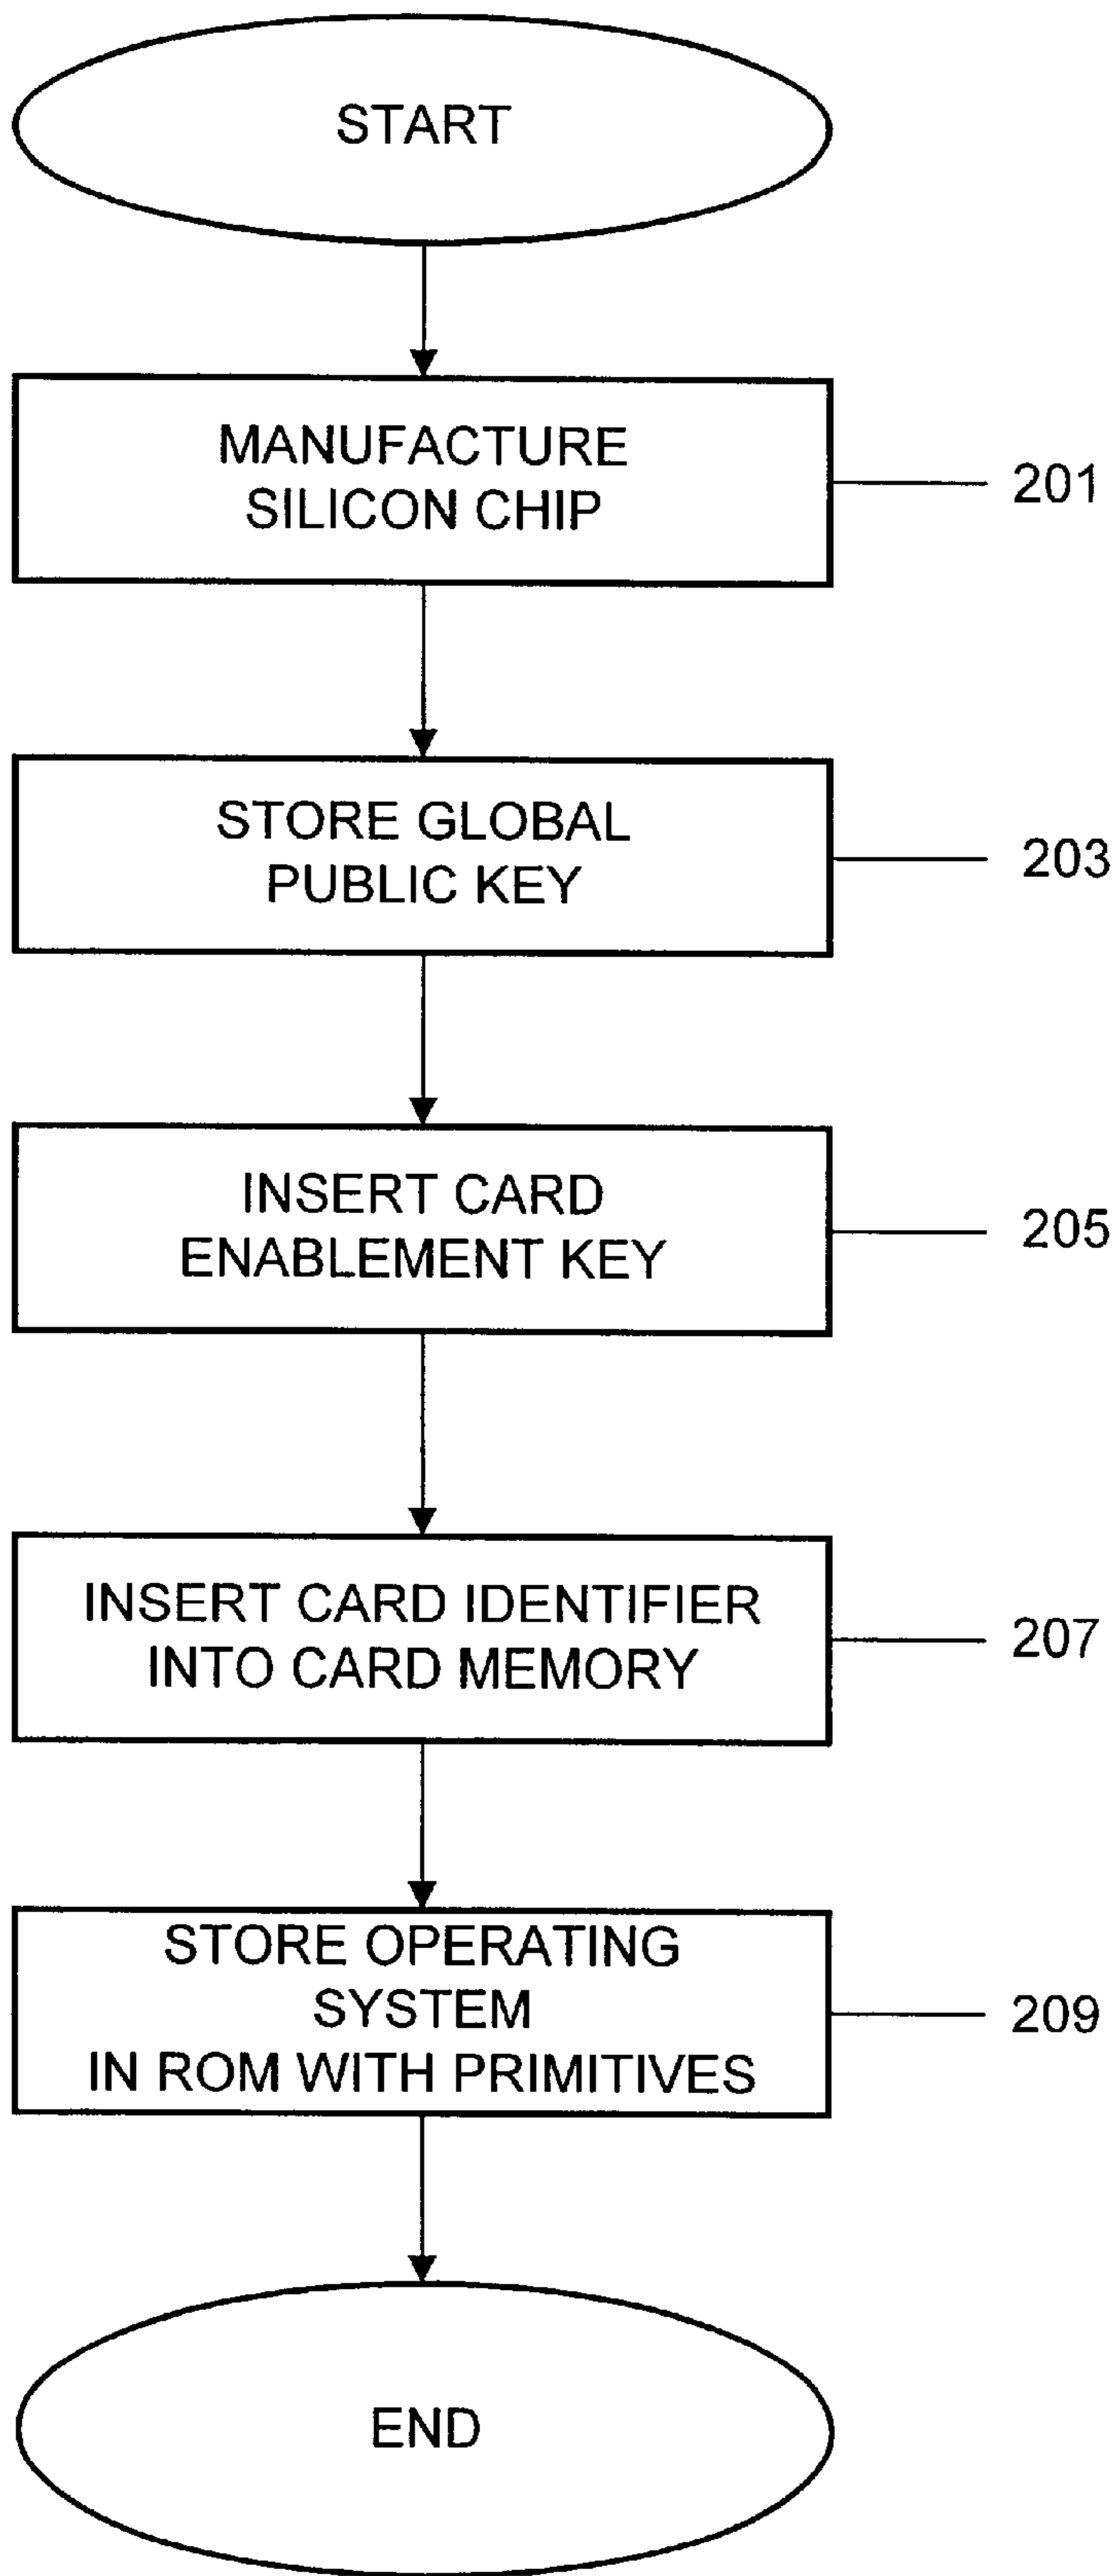 START
MANUFACTURE
SILICON CHIP
201
STORE GLOBAL
PUBLIC KEY
203
INSERT CARD
ENABLEMENT KEY
205
INSERT CARD IDENTIFIER
INTO CARD MEMORY
207
STORE OPERATING
SYSTEM
IN ROM WITH PRIMITIVES
209
END